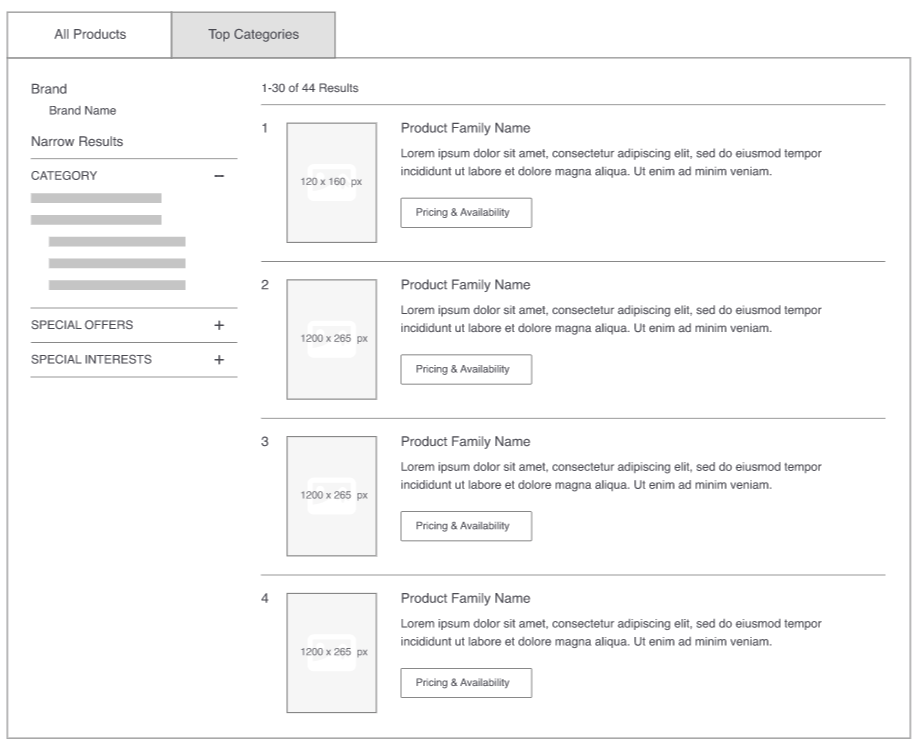 All Products
Top Categories
Brand
Brand Name
Narrow Results
CATEGORY
SPECIAL OFFERS
SPECIAL INTERESTS
1-30 of 44 Results
1
120 x 160 px
Product Family Name
Lorem ipsum dolor sit amet, consectetur adipiscing elit, sed do eiusmod tempor
incididunt ut labore et dolore magna aliqua. Ut enim ad minim veniam.
Pricing & Availability
2
1200 x 265 px
Product Family Name
Lorem ipsum dolor sit amet, consectetur adipiscing elit, sed do eiusmod tempor
incididunt ut labore et dolore magna aliqua. Ut enim ad minim veniam.
Pricing & Availability
3
1200 x 265 px
Product Family Name
Lorem ipsum dolor sit amet, consectetur adipiscing elit, sed do eiusmod tempor
incididunt ut labore et dolore magna aliqua. Ut enim ad minim veniam.
Pricing & Availability
4
1200 x 265 px
Product Family Name
Lorem ipsum dolor sit amet, consectetur adipiscing elit, sed do eiusmod tempor
incididunt ut labore et dolore magna aliqua. Ut enim ad minim veniam.
Pricing & Availability